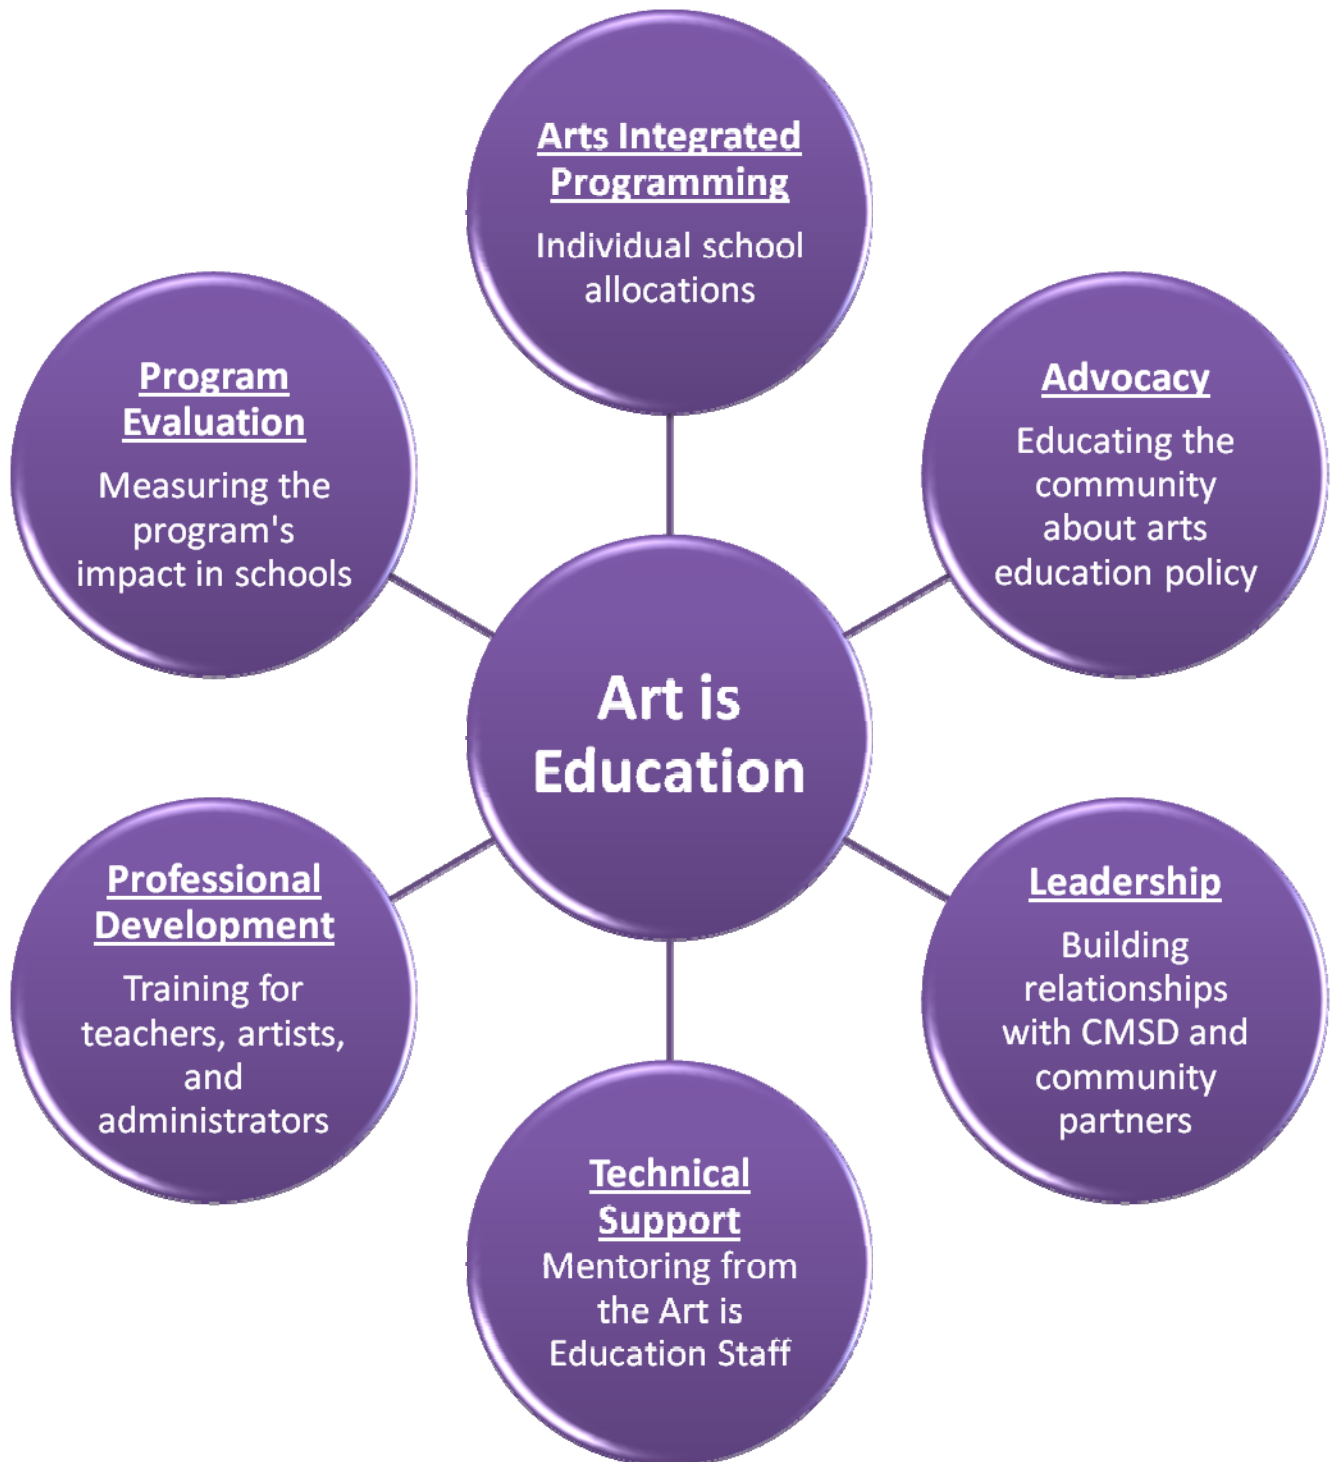 Arts Integrated
Programming
Individual school
allocations
Program
Evaluation
Measuring the
program's
impact in schools
Advocacy
Educating the
community
about arts
education policy
Art is
Education
Professional
Development
Training for
teachers, artists,
and
administrators
Leadership
Building
relationships
with CMSD and
community
partners
Technical
Support
Mentoring from
the Art is
Education Staff